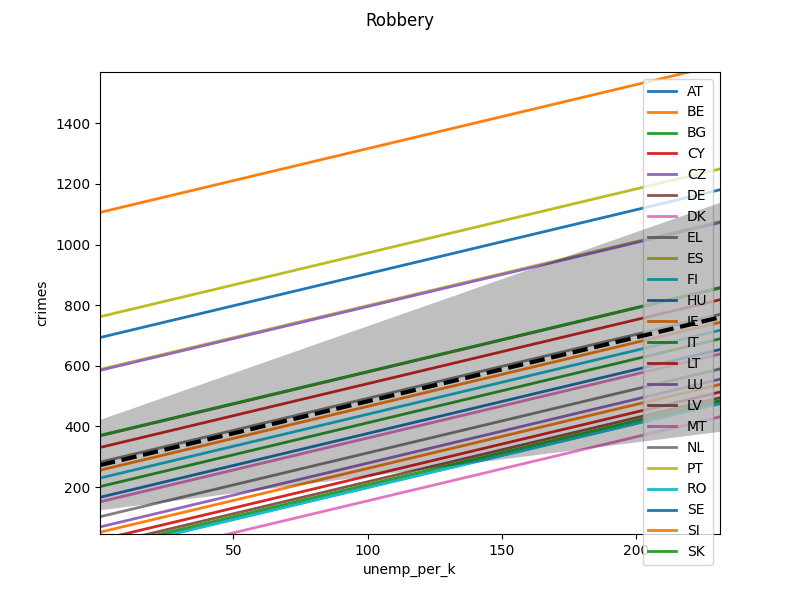 Robbery
crimes
1400
1200
1000
800
600
400
200
50
100
150
200
unemp_per_k
AT
BE
BG
CY
CZ
DE
DK
EL
ES
FI
HU
IE
IT
LT
LU
LV
MT
NL
PT
RO
SE
SI
SK